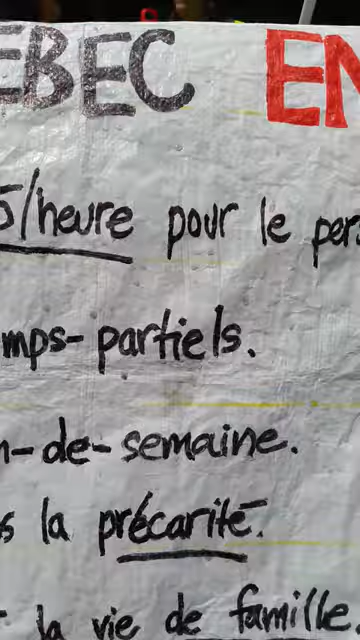 EBEC EN
5/heure pour le per
mps-partiels.
n-de-semaine.
s la précarité.
la vie de famille.